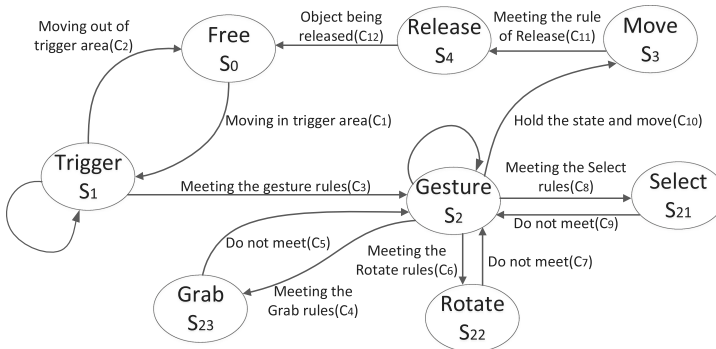 Moving out of
trigger area(C2)
Free
S0
Object being
released(C12)
Release
S4
Meeting the rule
of Release(C11)
Move
S3
Moving in trigger area(C1)
Hold the state and move(C10)
Trigger
S1
Meeting the gesture rules(C3)
Gesture
S2
Meeting the Select
rules(C8)
Select
S21
Do not meet(C9)
Do not meet(C5)
Meeting the
Rotate rules(C6)
Do not meet(C7)
Grab
S23
Meeting the
Grab rules(C4)
Rotate
S22